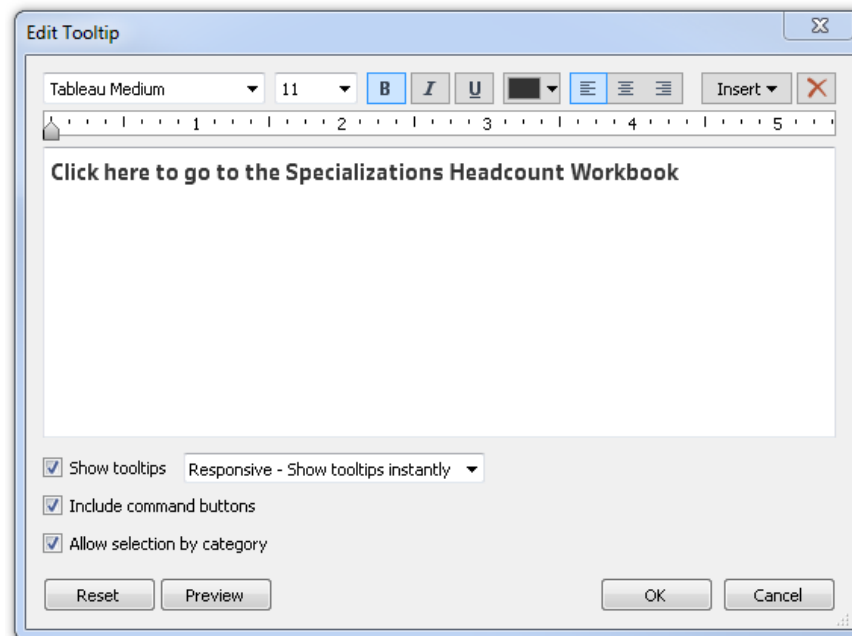 Edit Tooltip
Tableau Medium 11 B I U Insert
1 2 3 4 5
Click here to go to the Specializations Headcount Workbook
Show tooltips Responsive - Show tooltips instantly
Include command buttons
Allow selection by category
Reset Preview OK Cancel